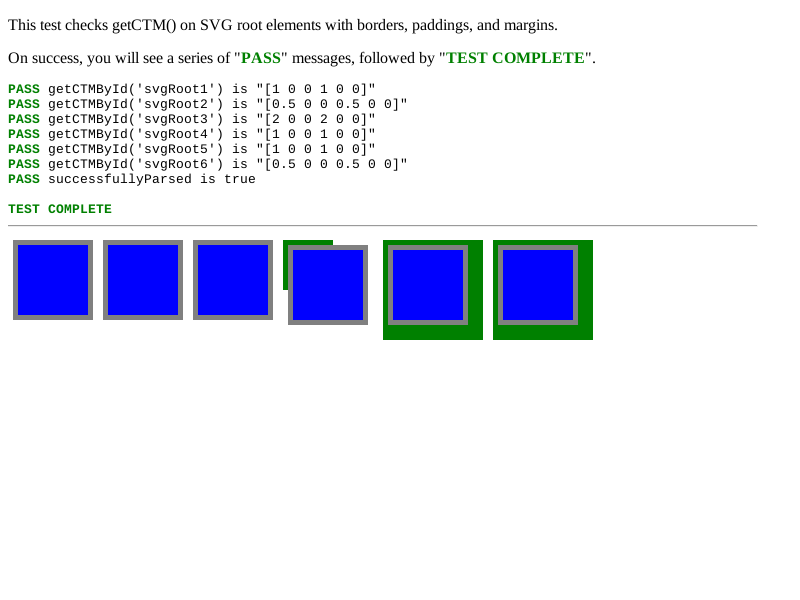 This test checks getCTM() on SVG root elements with borders, paddings, and margins.
On success, you will see a series of "PASS" messages, followed by "TEST COMPLETE".
PASS getCTMById('svgRoot1') is "[1 0 0 1 0 0]"
PASS getCTMById('svgRoot2') is "[0.5 0 0 0.5 0 0]"
PASS getCTMById('svgRoot3') is "[2 0 0 2 0 0]"
PASS getCTMById('svgRoot4') is "[1 0 0 1 0 0]"
PASS getCTMById('svgRoot5') is "[1 0 0 1 0 0]"
PASS getCTMById('svgRoot6') is "[0.5 0 0 0.5 0 0]"
PASS successfullyParsed is true
TEST COMPLETE